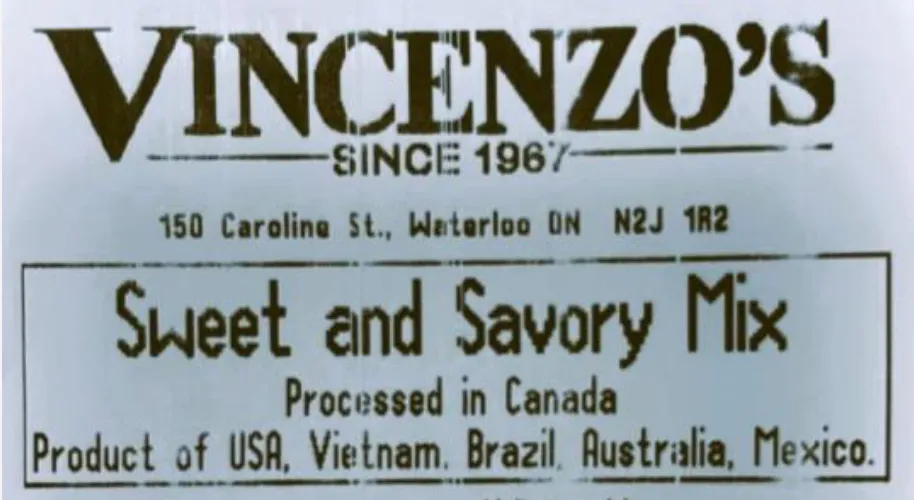 VINCENZO'S
SINCE 1967
150 Caroline St., Waterloo ON N2J 1R2
Sweet and Savory Mix
Processed in Canada
Product of USA, Vietnam, Brazil, Australia, Mexico.